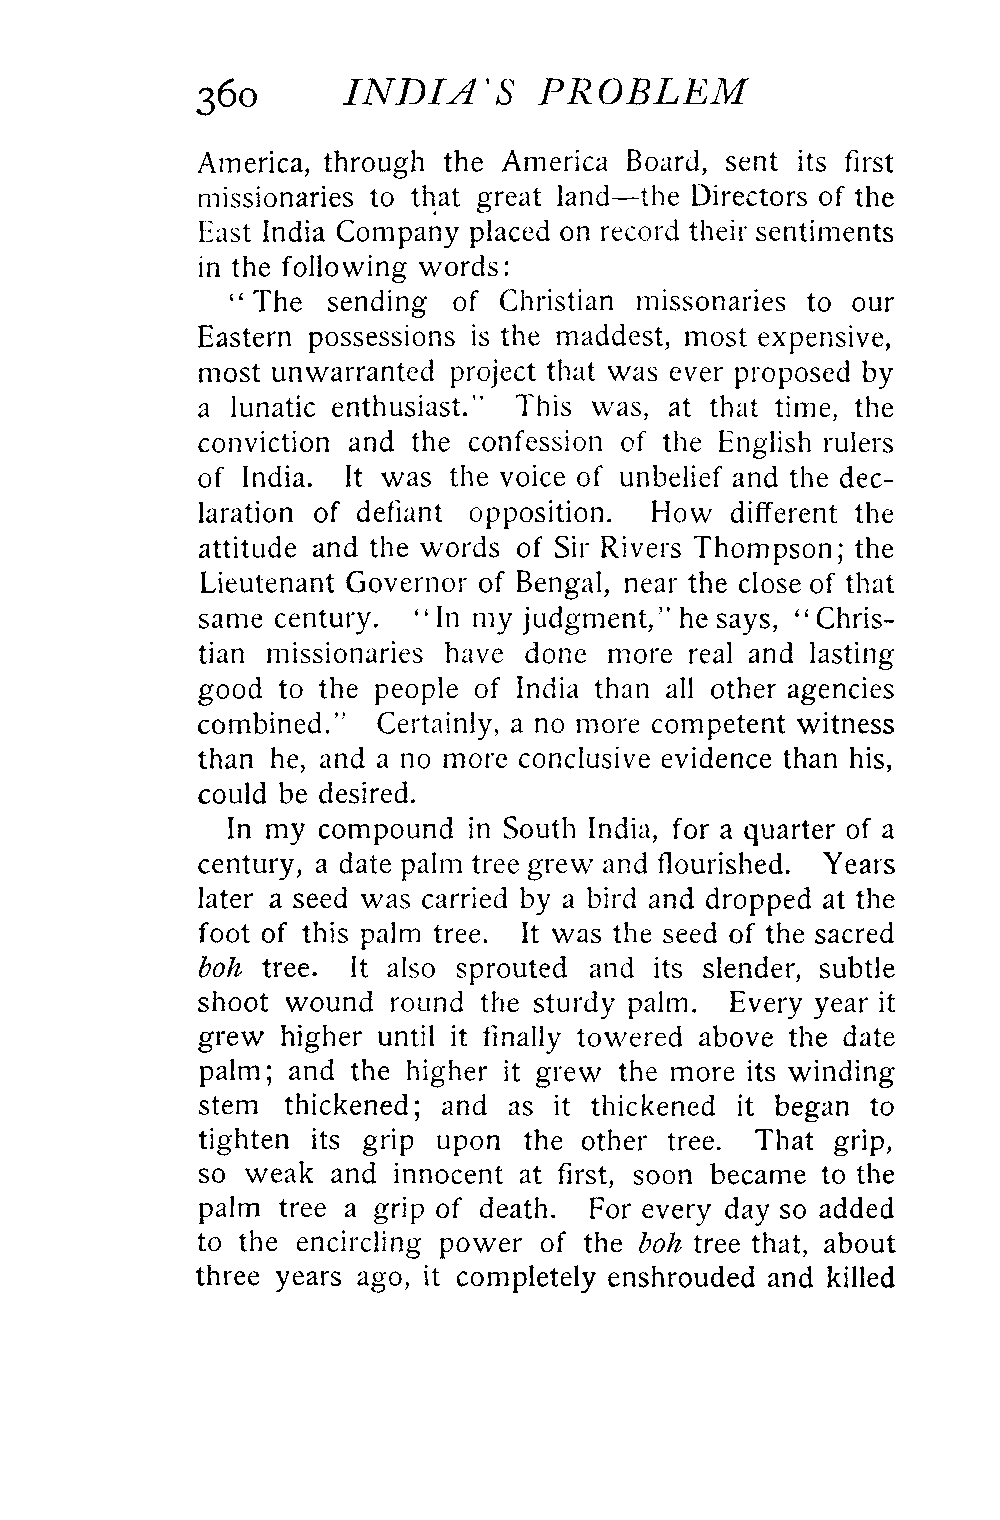 360 INDIA'S PROBLEM
America, through the America Board, sent its first
missionaries to that great land—the Directors of the
East India Company placed on record their sentiments
in the following words:
"The sending of Christian missonaries to our
Eastern possessions is the maddest, most expensive,
most unwarranted project that was ever proposed by
a lunatic enthusiast." This was, at that time, the
conviction and the confession of the English rulers
of India. It was the voice of unbelief and the dec-
laration of defiant opposition. How different the
attitude and the words of Sir Rivers Thompson; the
Lieutenant Governor of Bengal, near the close of that
same century. "In my judgment," he says, "Chris-
tian missionaries have done more real and lasting
good to the people of India than all other agencies
combined." Certainly, a no more competent witness
than he, and a no more conclusive evidence than his,
could be desired.
In my compound in South India, for a quarter of a
century, a date palm tree grew and flourished. Years
later a seed was carried by a bird and dropped at the
foot of this palm tree. It was the seed of the sacred
boh tree. It also sprouted and its slender, subtle
shoot wound round the sturdy palm. Every year it
grew higher until it finally towered above the date
palm; and the higher it grew the more its winding
stem thickened; and as it thickened it began to
tighten its grip upon the other tree. That grip,
so weak and innocent at first, soon became to the
palm tree a grip of death. For every day so added
to the encircling power of the boh tree that, about
three years ago, it completely enshrouded and killed